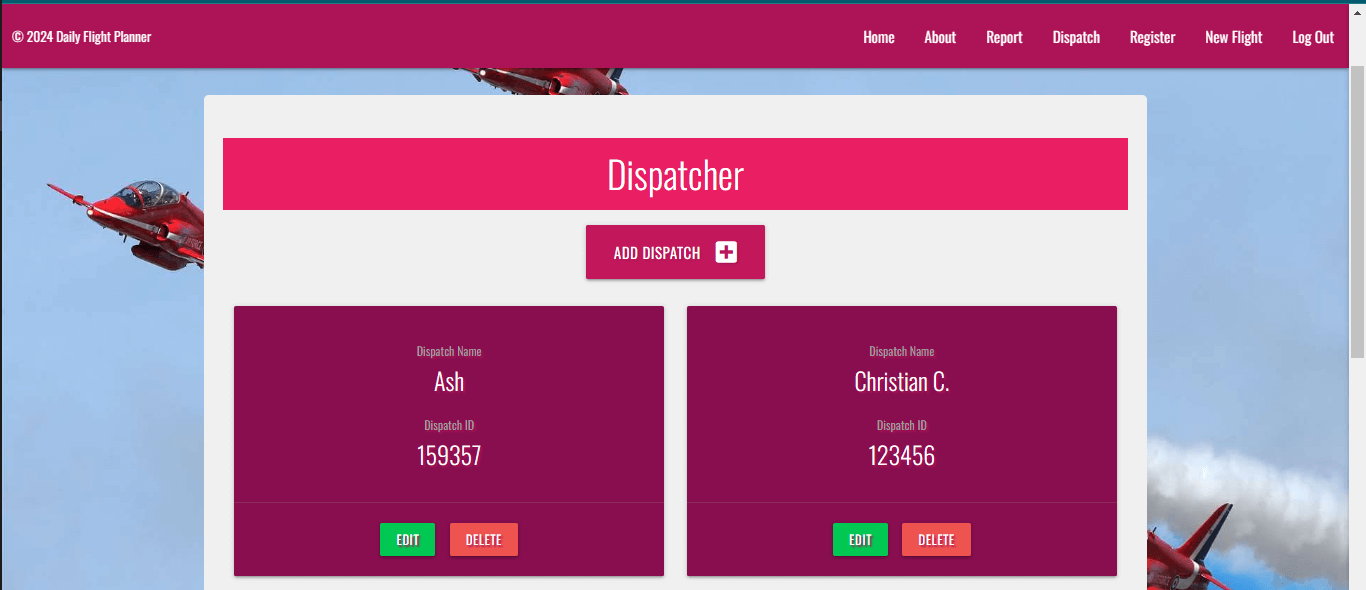 © 2024 Daily Flight Planner
Home About Report Dispatch Register New Flight Log Out
Dispatcher
ADD DISPATCH
Dispatch Name
Ash
Dispatch ID
159357
EDIT DELETE
Dispatch Name
Christian C.
Dispatch ID
123456
EDIT DELETE